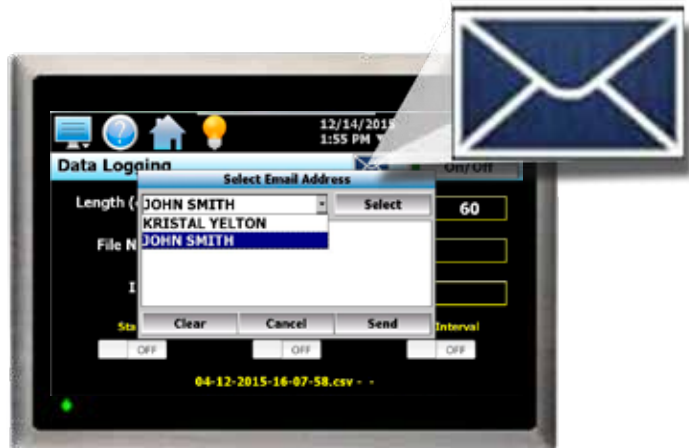 12/14/2015
1:55 PM
Data Logging
On/Off
Select Email Address
Length (
JOHN SMITH
Select
60
KRISTAL YELTON
JOHN SMITH
File N
I
Clear
Cancel
Send
Sta
Interval
OFF
OFF
OFF
04-12-2015-16-07-58.csv - -